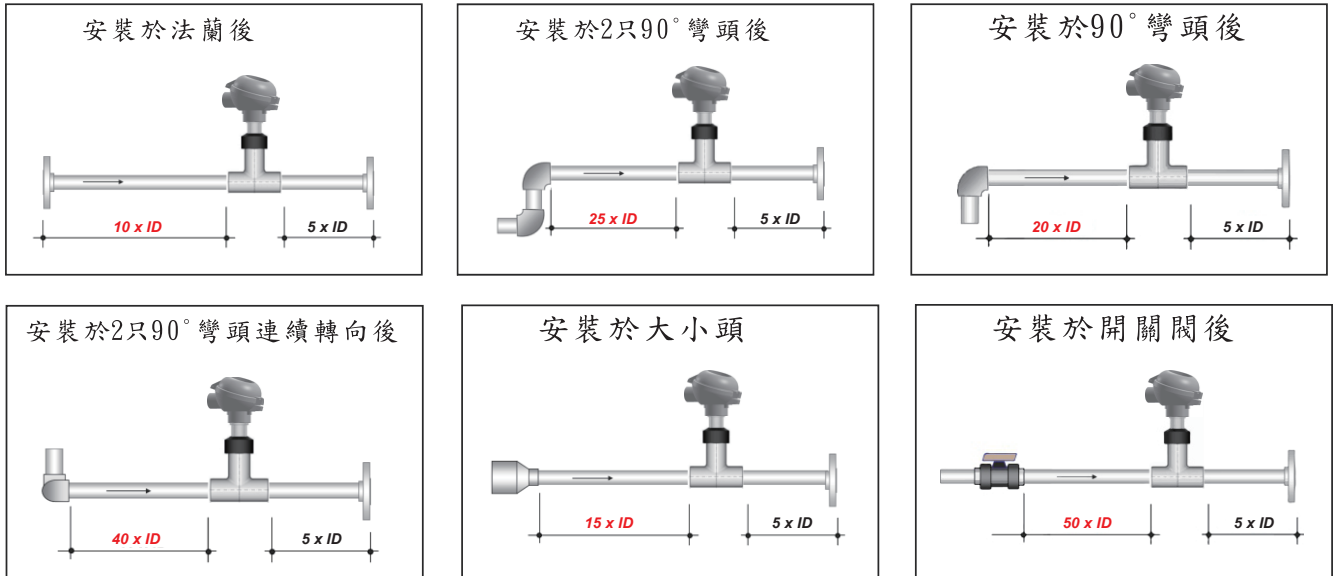 安裝於法蘭後
10 x ID
5 x ID
安裝於2只90°彎頭後
25 x ID
5 x ID
安裝於90°彎頭後
20 x ID
5 x ID
安裝於2只90°彎頭連續轉向後
40 x ID
5 x ID
安裝於大小頭
15 x ID
5 x ID
安裝於開關閥後
50 x ID
5 x ID